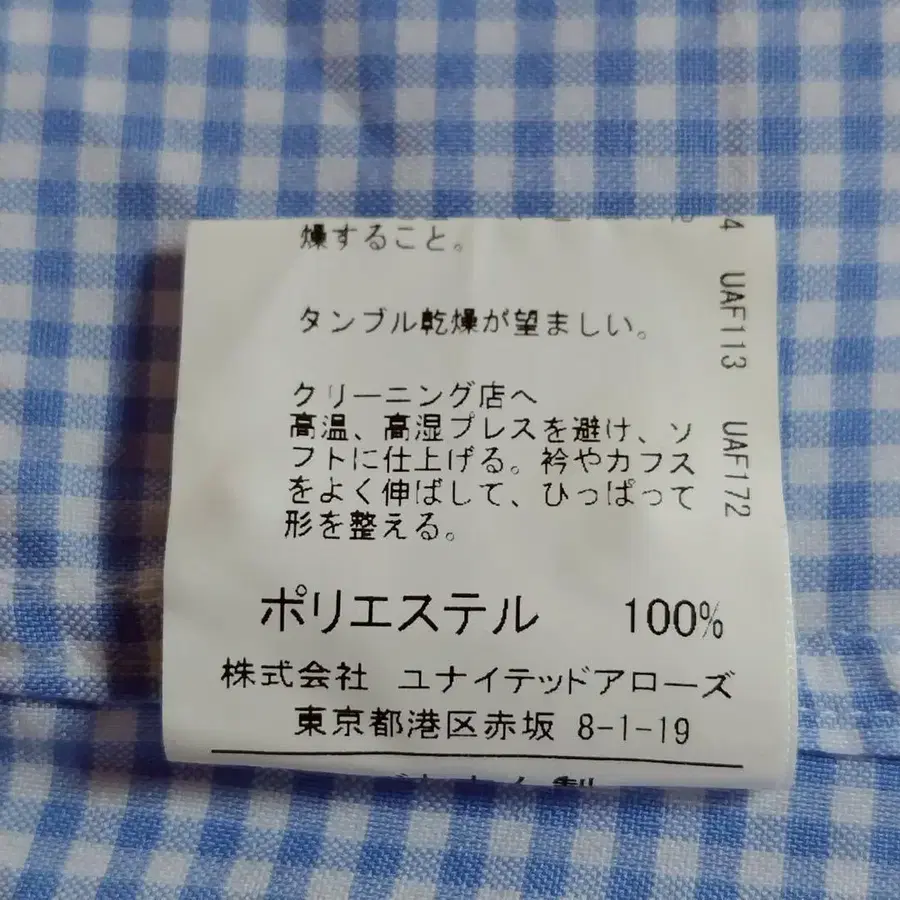 燥すること。
タンブル乾燥が望ましい。
クリーニング店へ
高温、高湿プレスを避け、ソ
フトに仕上げる。衿やカフス
をよく伸ばして、ひっぱって
形を整える。
ポリエステル 100%
株式会社 ユナイテッドアローズ
東京都港区赤坂 8-1-19
4 UAF113 UAF172